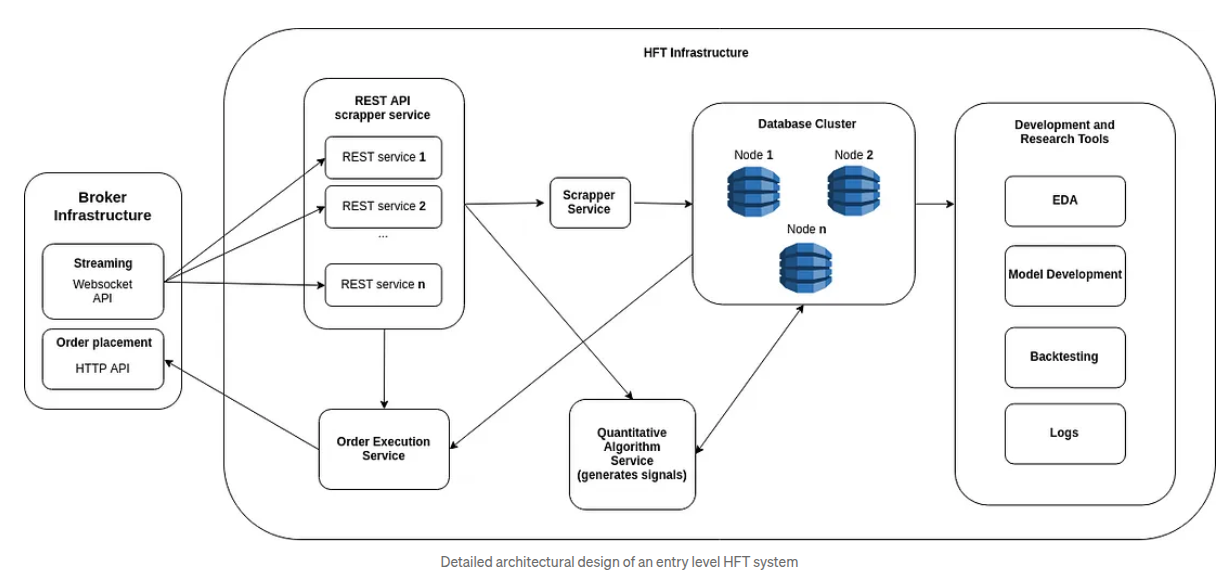 HFT Infrastructure
Broker
Infrastructure
Streaming
Websocket
API
Order placement
HTTP API
REST API
scrapper service
REST service 1
REST service 2
...
REST service n
Order Execution
Service
Scrapper
Service
Quantitative
Algorithm
Service
(generates signals)
Database Cluster
Node 1
Node 2
Node n
Development and
Research Tools
EDA
Model Development
Backtesting
Logs
Detailed architectural design of an entry level HFT system